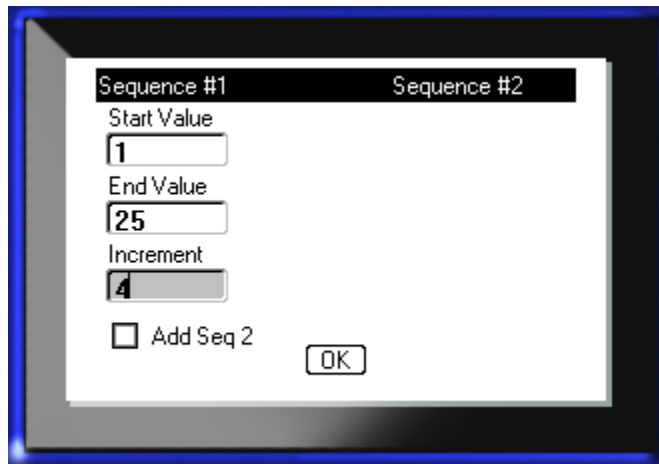 Sequence #1 Sequence #2
Start Value
1
End Value
25
Increment
4
Add Seq 2
OK